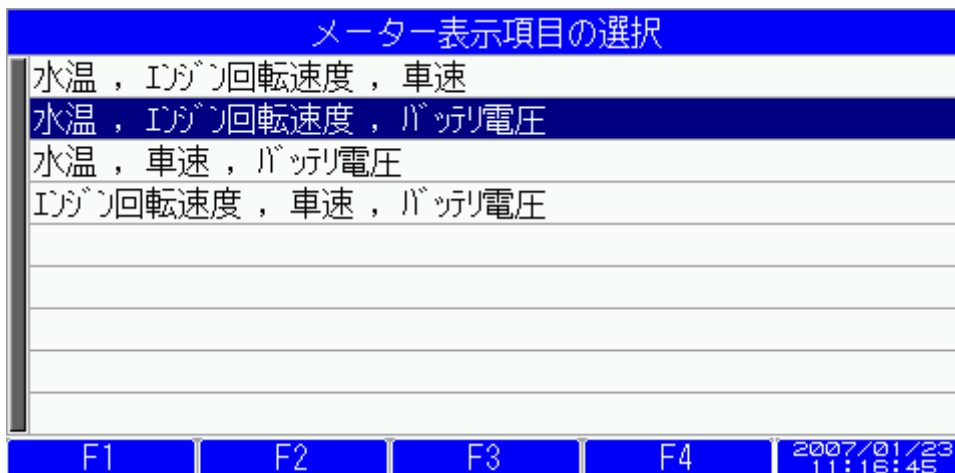 メーター表示項目の選択
水温 , エンジン回転速度 , 車速
水温 , エンジン回転速度 , バッテリ電圧
水温 , 車速 , バッテリ電圧
エンジン回転速度 , 車速 , バッテリ電圧
F1 F2 F3 F4 2007/01/23
11:16:45